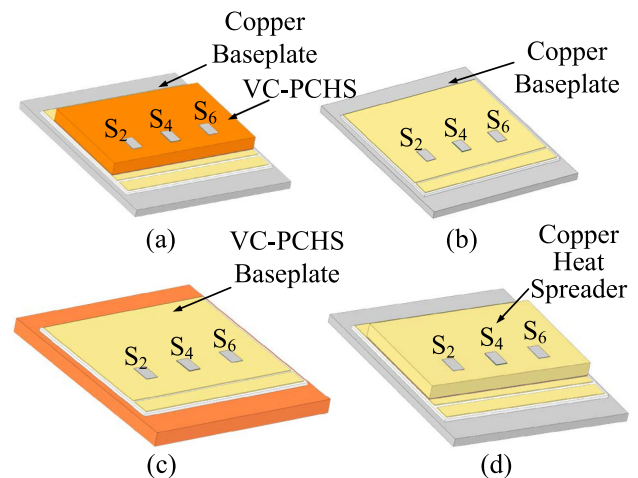 Copper
Baseplate
VC-PCHS
S2 S4 S6
(a)
Copper
Baseplate
S2 S4 S6
(b)
VC-PCHS
Baseplate
S2 S4 S6
(c)
Copper
Heat
Spreader
S2 S4 S6
(d)